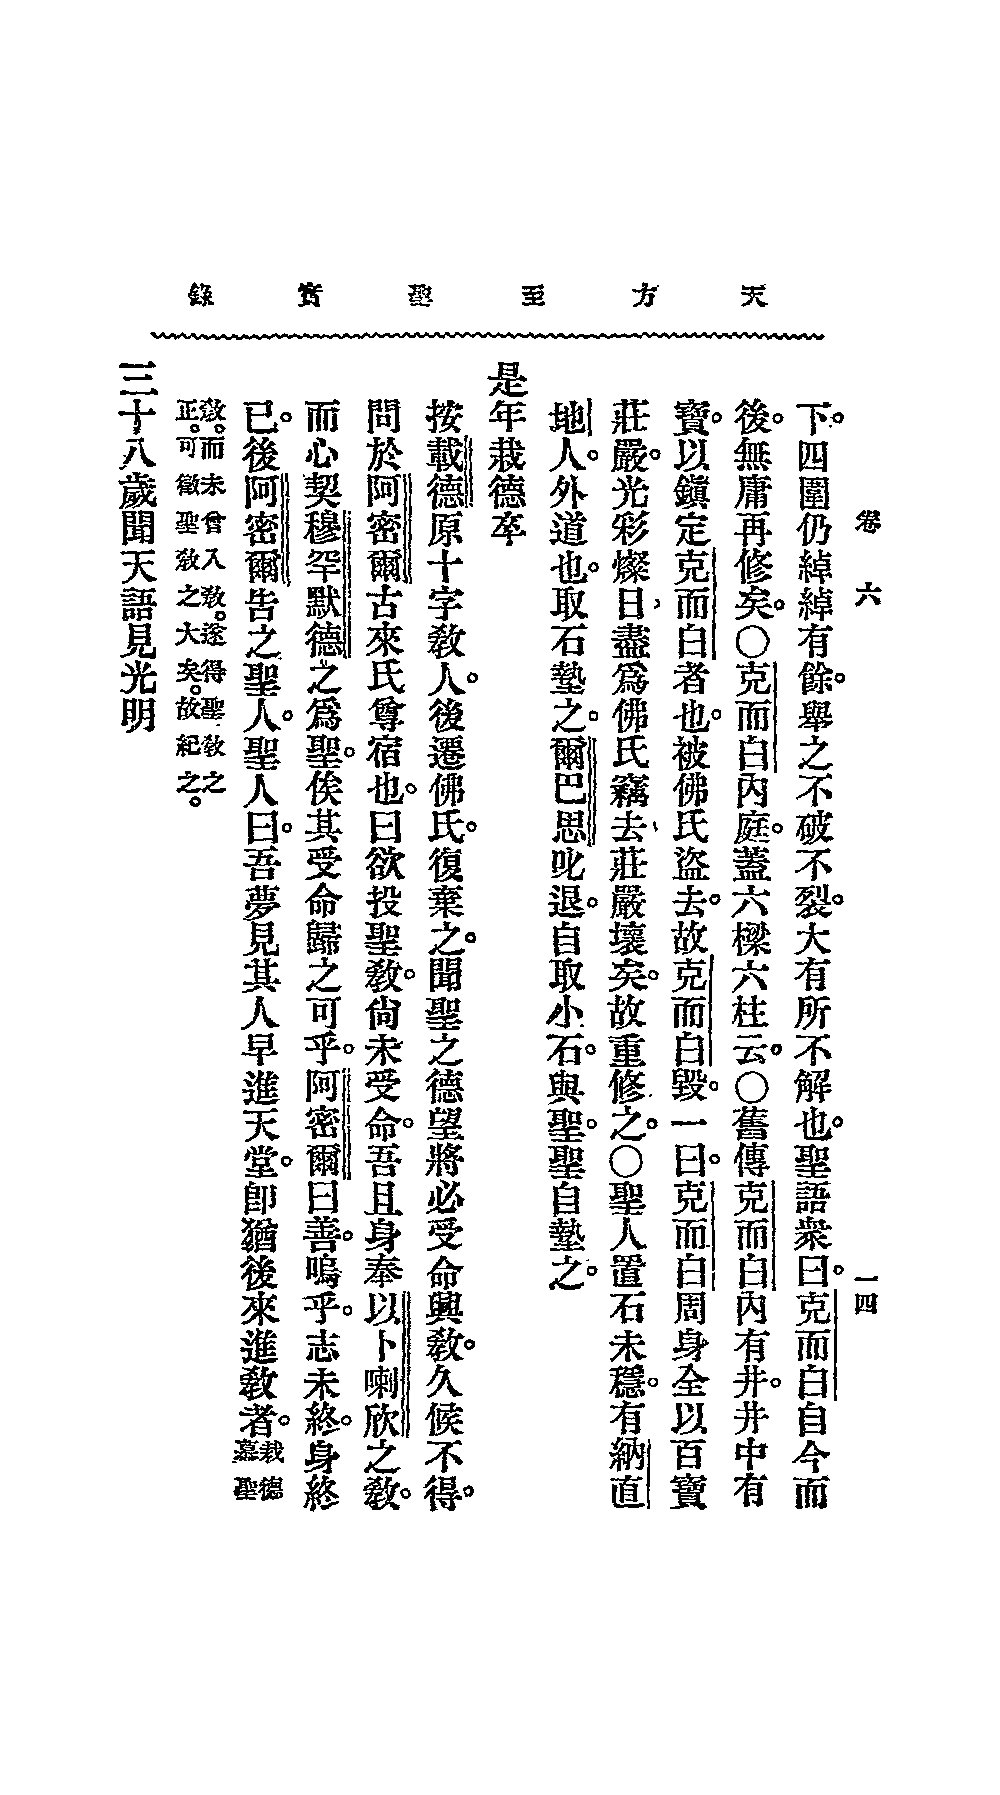 天方至聖實錄
卷六
一四
下。四圍仍綽綽有餘。舉之不破不裂。大有所不解也。聖語衆曰。克而白自今而
後。無庸再修矣。〇克而白內庭。蓋六樑六柱云。〇舊傳克而白內有井。井中有
寶。以鎭定克而白者也。被佛氏盜去。故克而白毀。一曰。克而白周身全以百寶
莊嚴。光彩燦日、盡爲佛氏竊去、莊嚴壞矣。故重修之。〇聖人置石未穩。有納直
地人。外道也。取石墊之。爾巴思叱退。自取小石。與聖。聖自墊之。
是年栽德卒
按載德原十字敎人。後遷佛氏。復棄之。聞聖之德望將必受命興敎。久候不得。
問於阿密爾古來氏尊宿也。曰欲投聖敎。尙未受命。吾且身奉以卜喇欣之敎。
而心契穆罕默德之爲聖。俟其受命歸之可乎。阿密爾曰善。嗚乎。志未終。身終
已。後阿密爾告之聖人。聖人曰。吾夢見其人早進天堂。卽猶後來進敎者。栽德慕聖
敎。而未曾入敎。遂得聖敎之正。可徵聖敎之大矣。故紀之。
三十八歲聞天語見光明